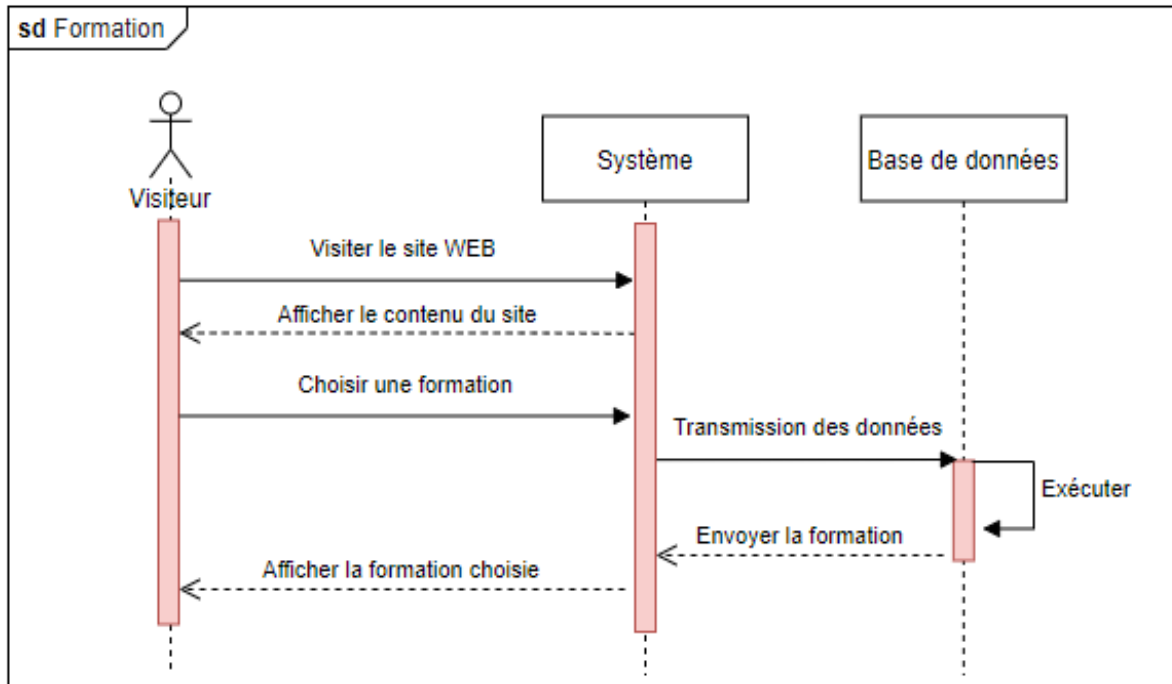 sd Formation
Visiteur
Système
Base de données
Visiter le site WEB
Afficher le contenu du site
Choisir une formation
Transmission des données
Exécuter
Envoyer la formation
Afficher la formation choisie